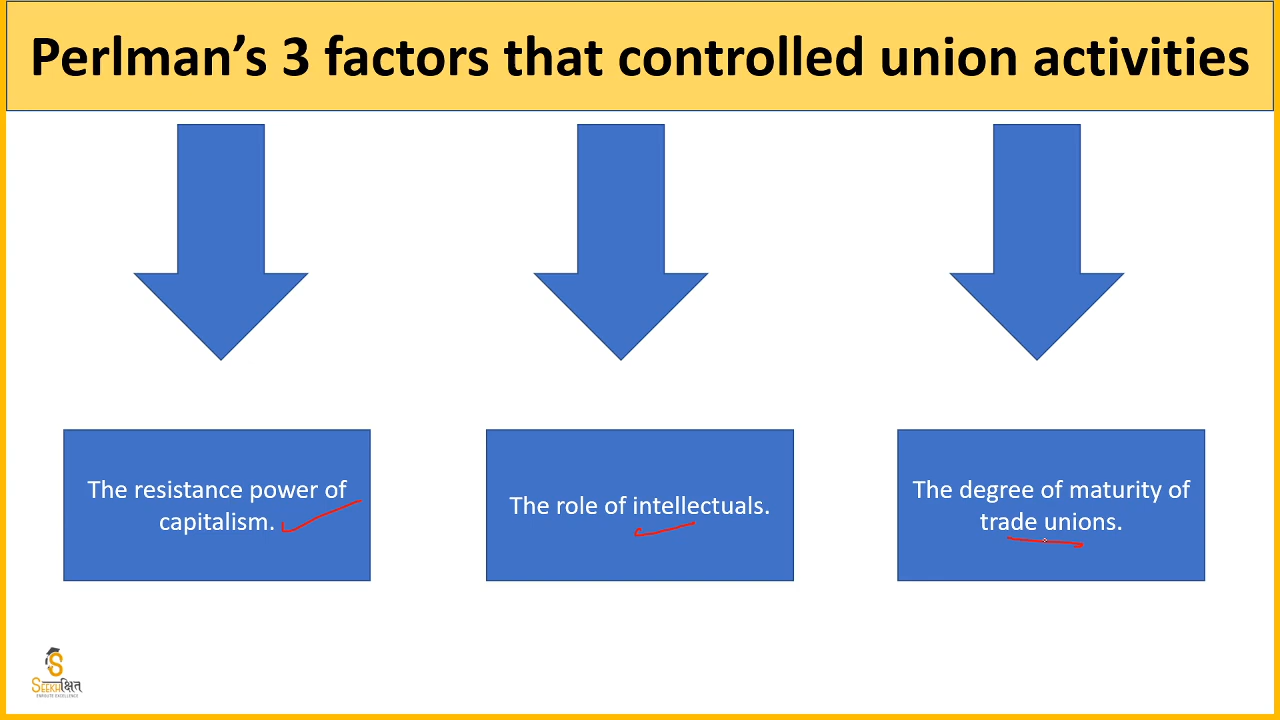 Perlman's 3 factors that controlled union activities
The resistance power of
capitalism.
The role of intellectuals.
The degree of maturity of
trade unions.
S
SEEKHक्षित